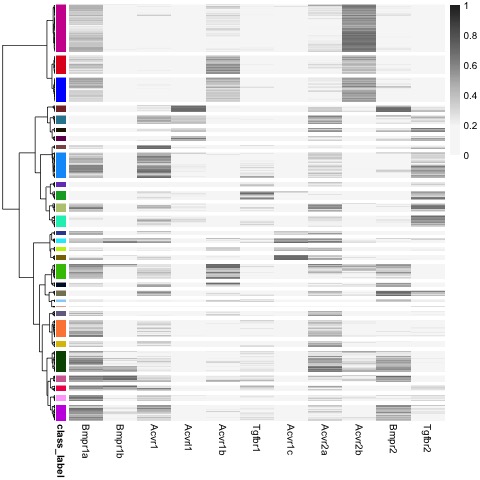 1
0.8
0.6
0.4
0.2
0
class_label
Bmpr1a
Bmpr1b
Acvr1
Acvrl1
Acvr1b
Tgfbr1
Acvr1c
Acvr2a
Acvr2b
Bmpr2
Tgfbr2